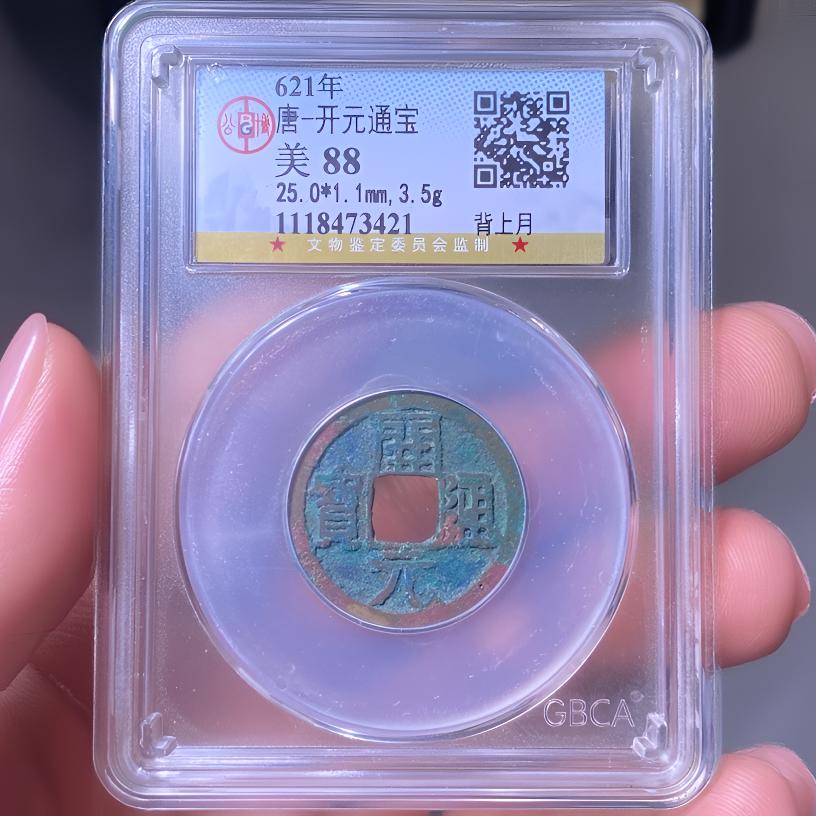 621年
唐-开元通宝
美 88
25.0*1.1mm,3.5g
1118473421 背上月
★ 文物鉴定委员会监制 ★
開元通寶
GBCA